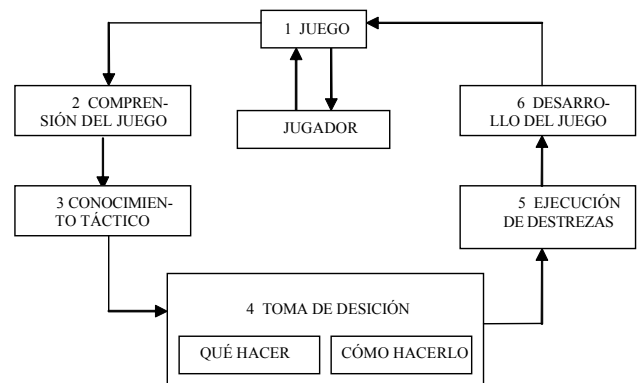 1 JUEGO
JUGADOR
2 COMPREN-
SIÓN DEL JUEGO
3 CONOCIMIEN-
TO TÁCTICO
4 TOMA DE DESICIÓN
QUÉ HACER
CÓMO HACERLO
5 EJECUCIÓN
DE DESTREZAS
6 DESARRO-
LLO DEL JUEGO